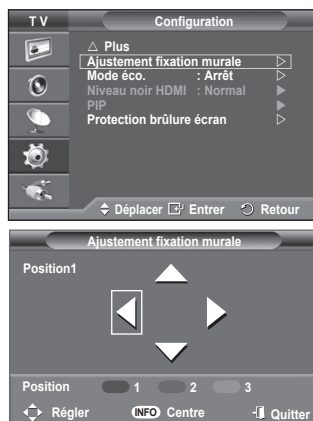 T V Configuration
△ Plus
Ajustement fixation murale
Mode éco. : Arrêt
Niveau noir HDMI : Normal
PIP
Protection brûlure écran
Déplacer Entrer Retour
Ajustement fixation murale
Position1
Position 1 2 3
Régler INFO Centre Quitter